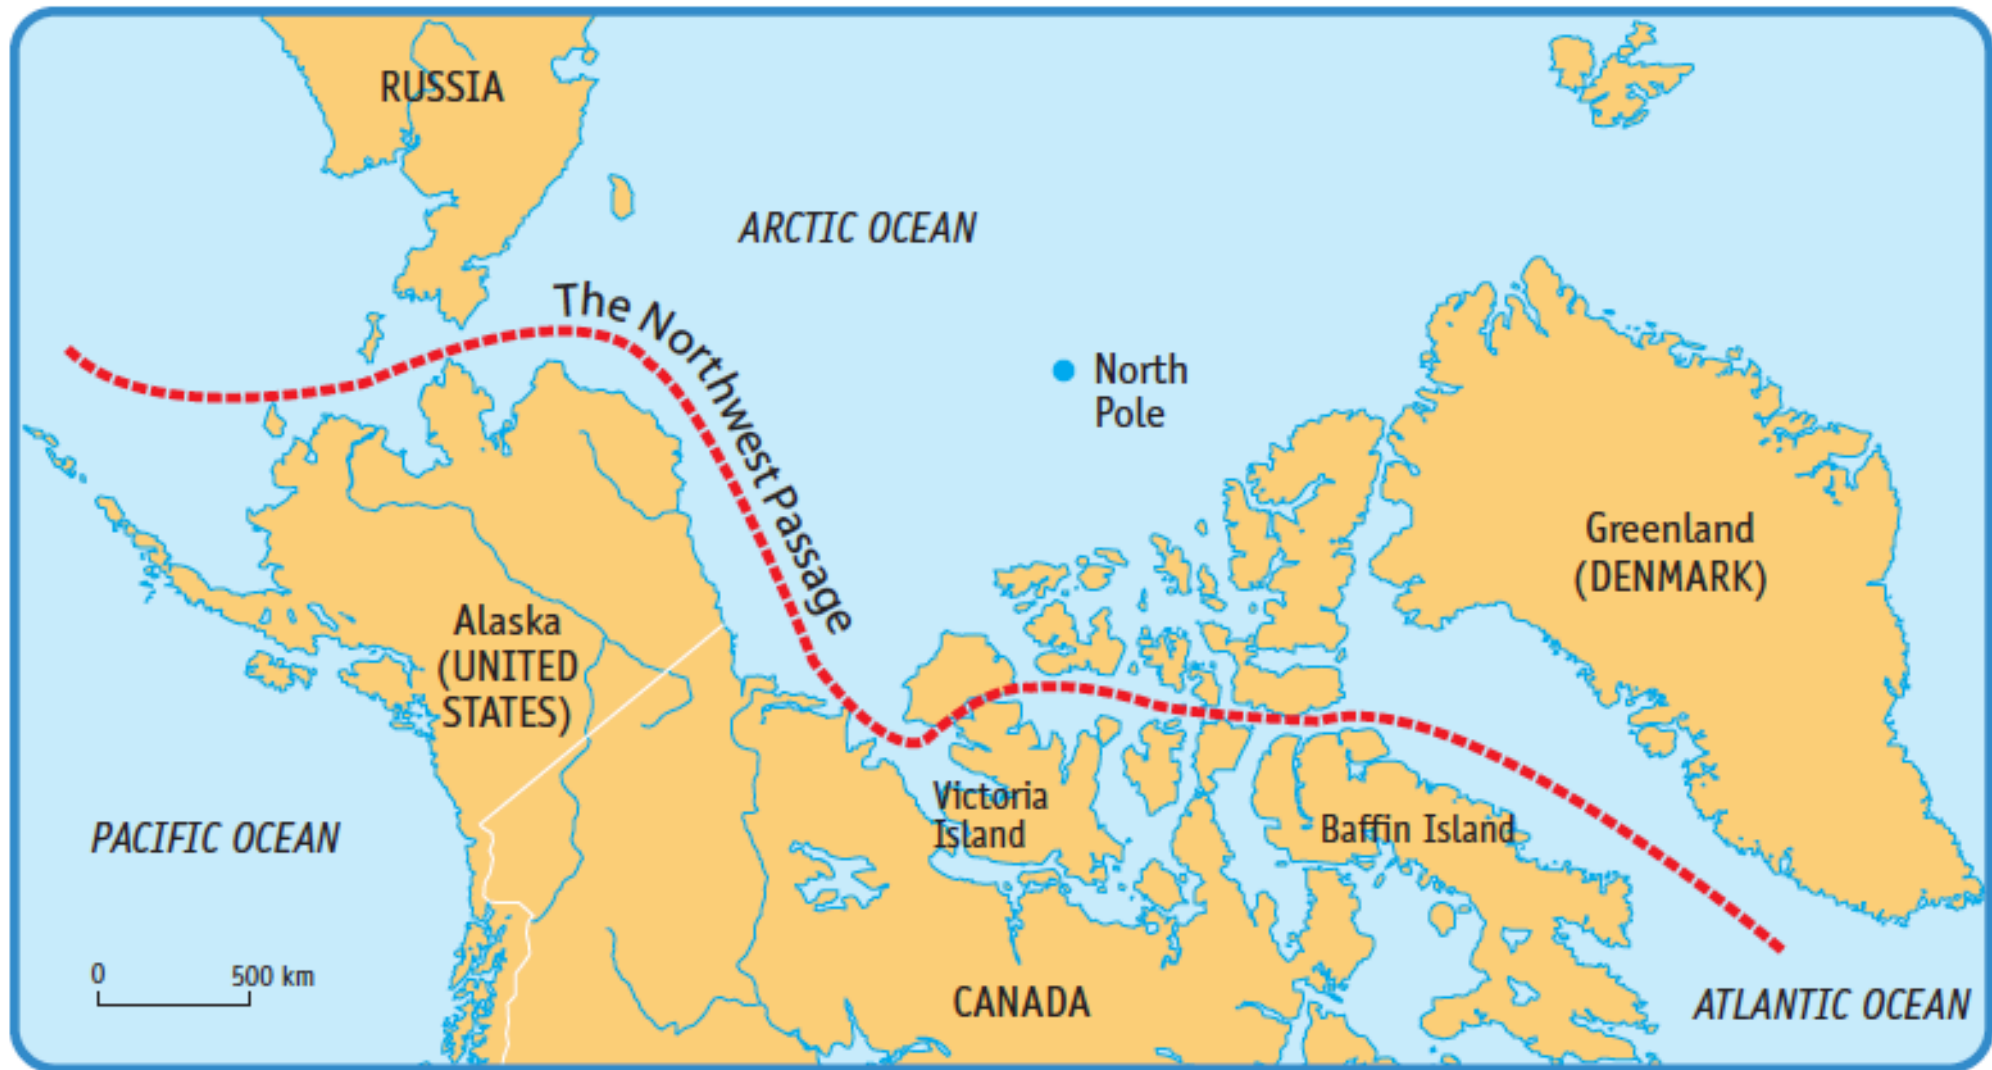 RUSSIA
ARCTIC OCEAN
The Northwest Passage
North
Pole
Greenland
(DENMARK)
Alaska
(UNITED
STATES)
Victoria
Island
Baffin Island
PACIFIC OCEAN
0 500 km
CANADA
ATLANTIC OCEAN